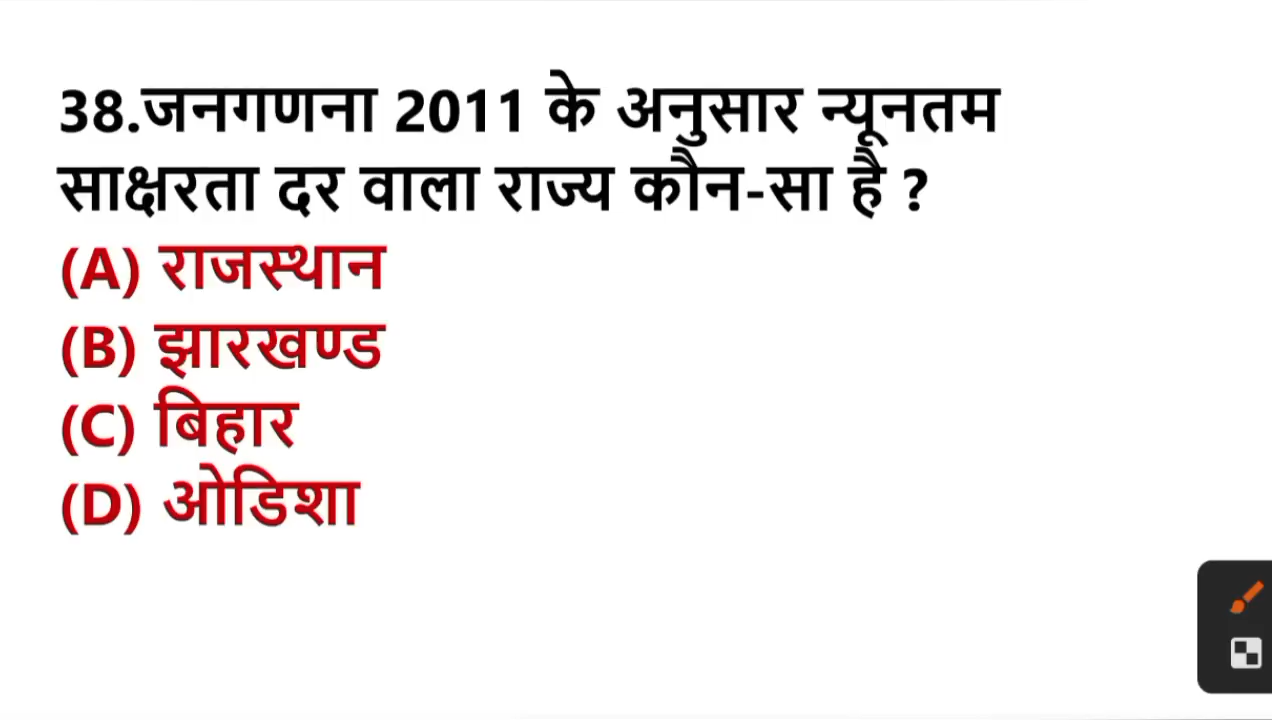 38.जनगणना 2011 के अनुसार न्यूनतम
साक्षरता दर वाला राज्य कौन-सा है ?
(A) राजस्थान
(B) झारखण्ड
(C) बिहार
(D) ओडिशा